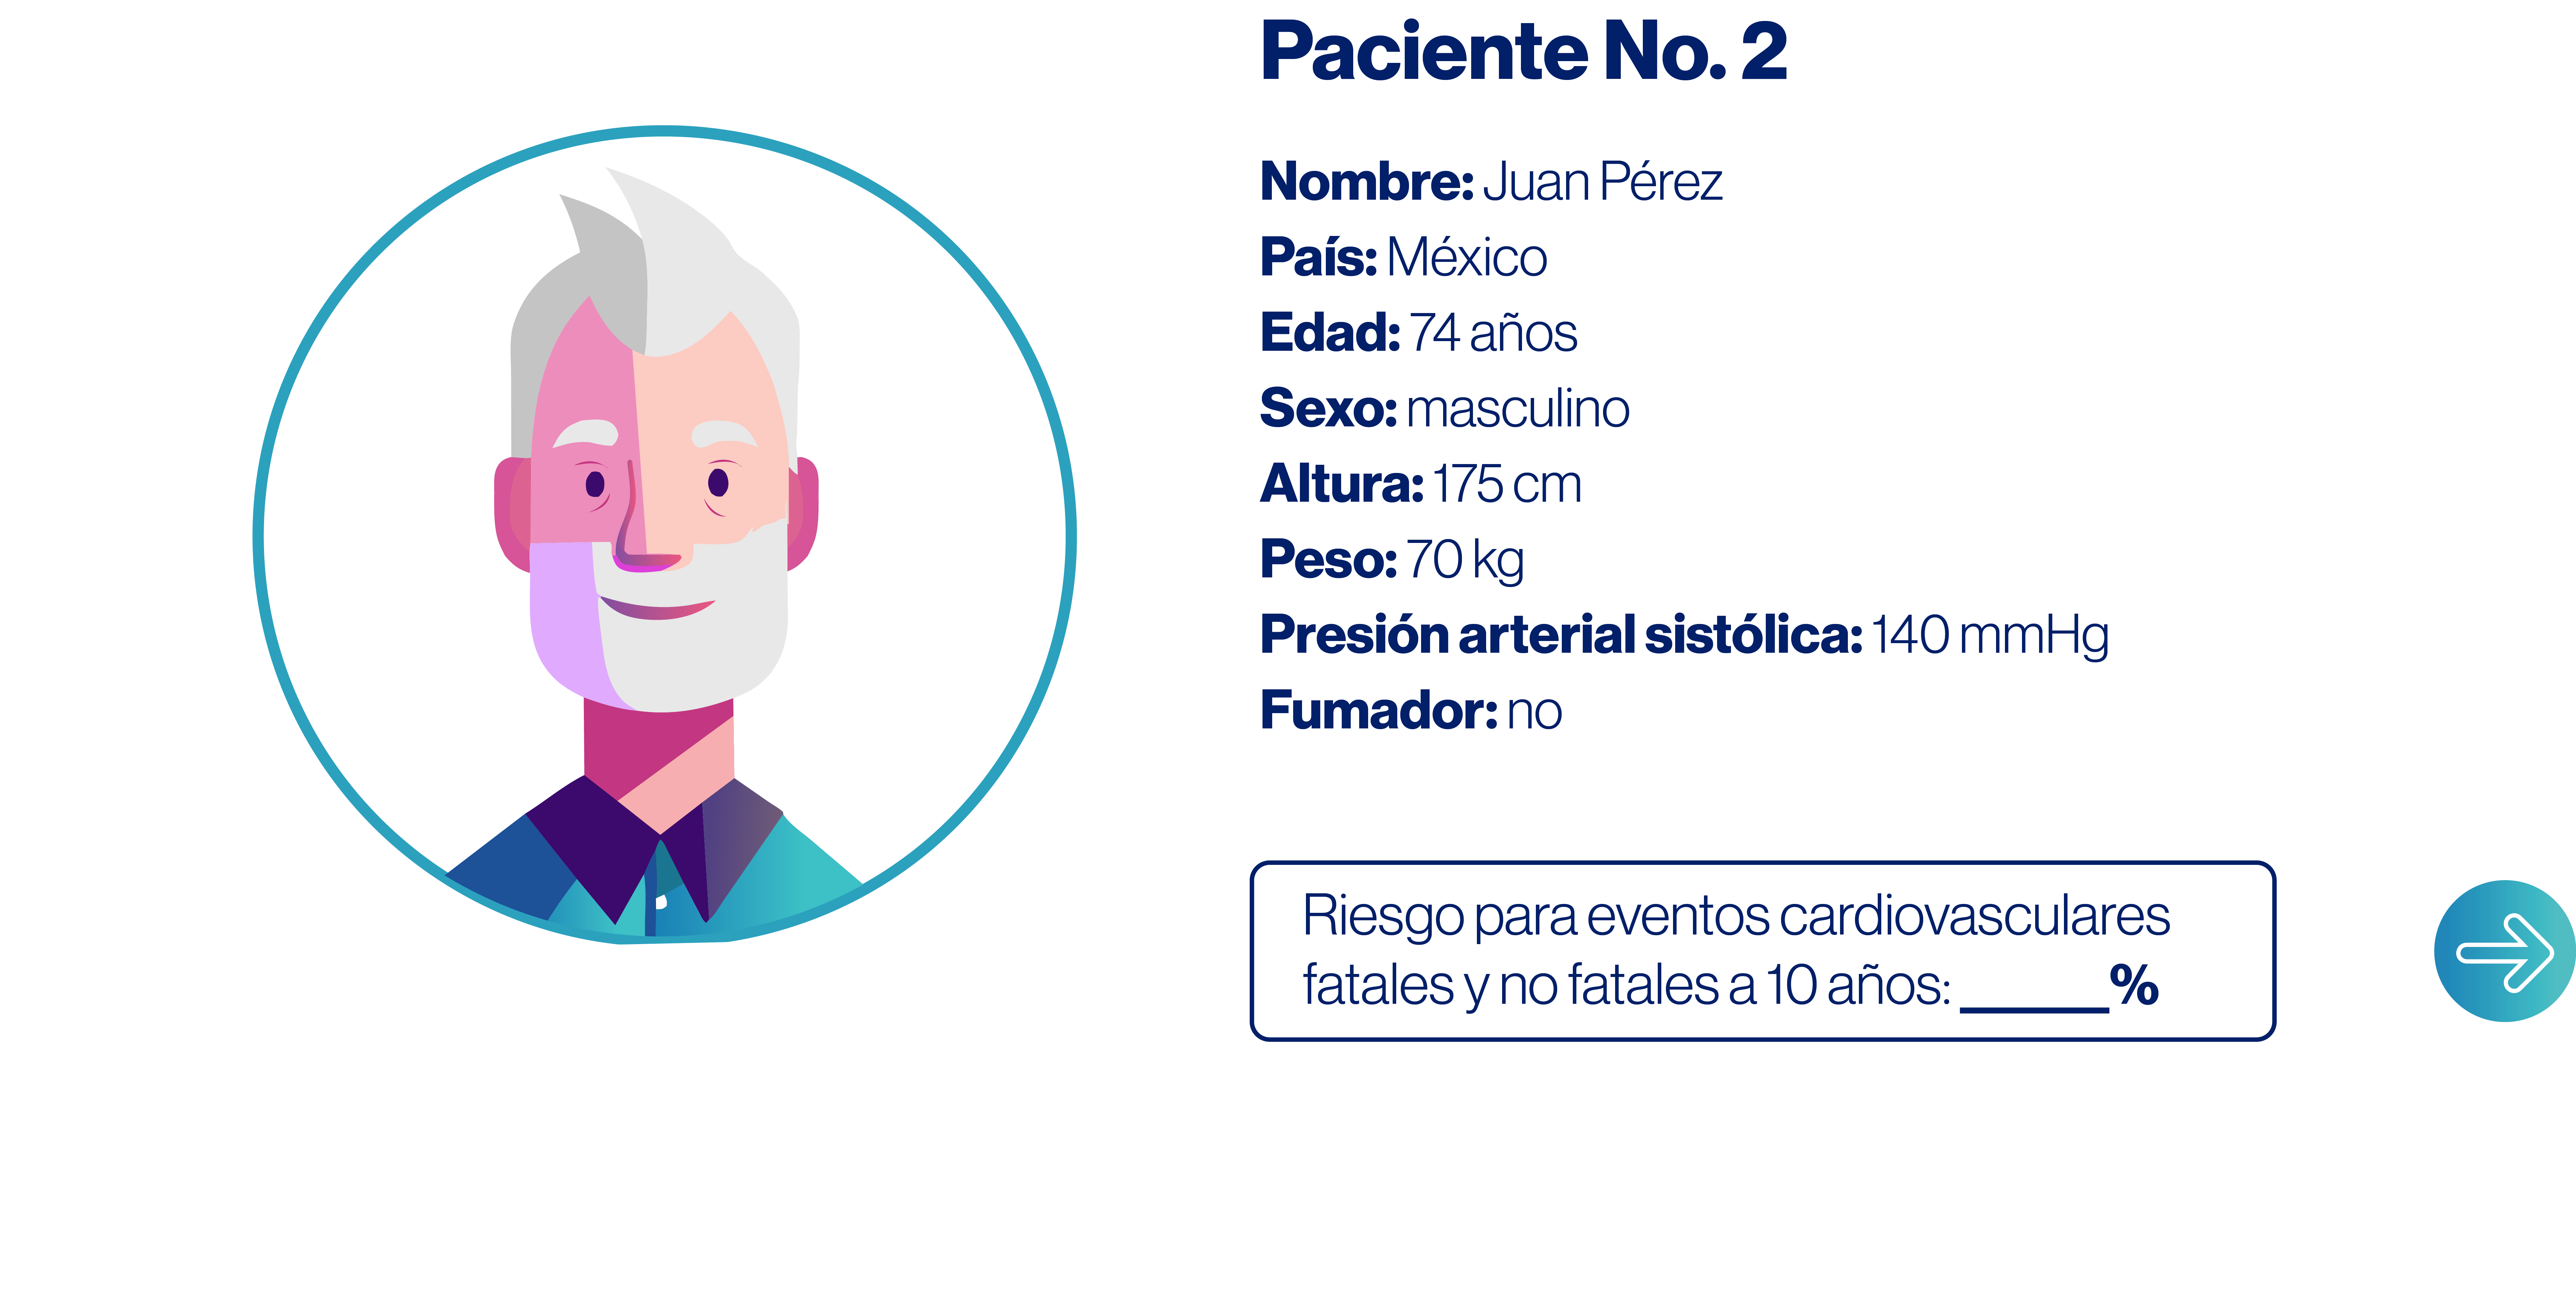 Paciente No. 2
Nombre: Juan Pérez
País: México
Edad: 74 años
Sexo: masculino
Altura: 175 cm
Peso: 70 kg
Presión arterial sistólica: 140 mmHg
Fumador: no
Riesgo para eventos cardiovasculares
fatales y no fatales a 10 años: ______%